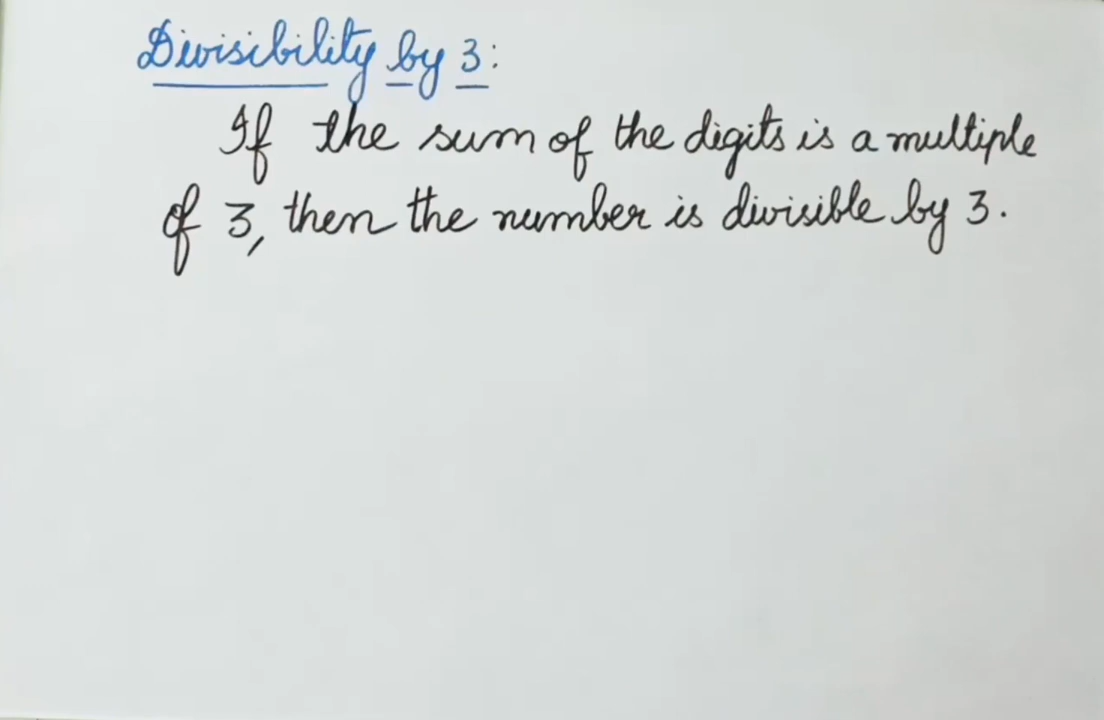 Divisibility by 3:
If the sum of the digits is a multiple
of 3, then the number is divisible by 3.